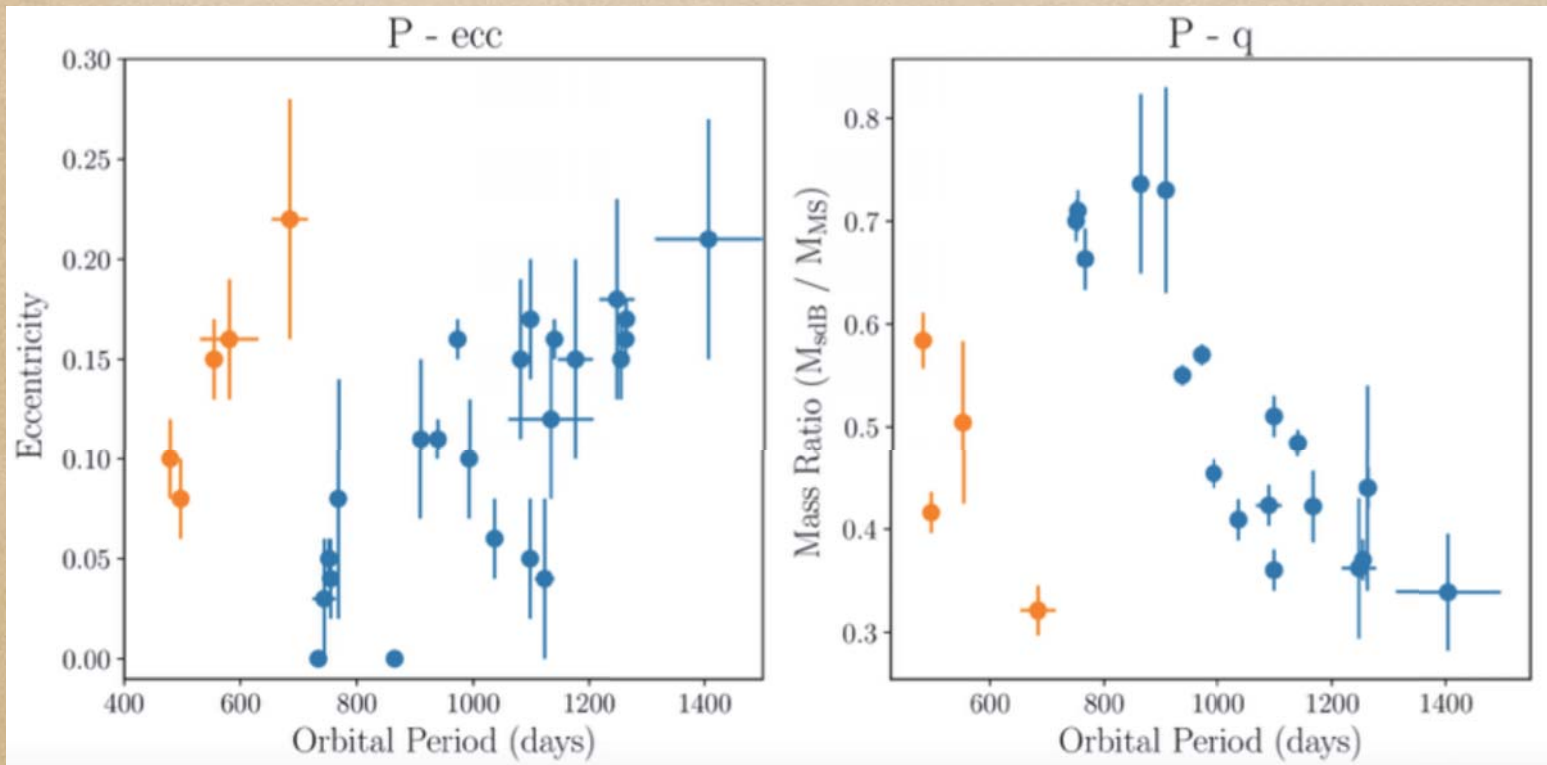 P - ecc
0.30
0.25
0.20
0.15
0.10
0.05
0.00
Eccentricity
400 600 800 1000 1200 1400
Orbital Period (days)
P - q
0.8
0.7
0.6
0.5
0.4
0.3
Mass Ratio (M_sdB / M_MS)
600 800 1000 1200 1400
Orbital Period (days)